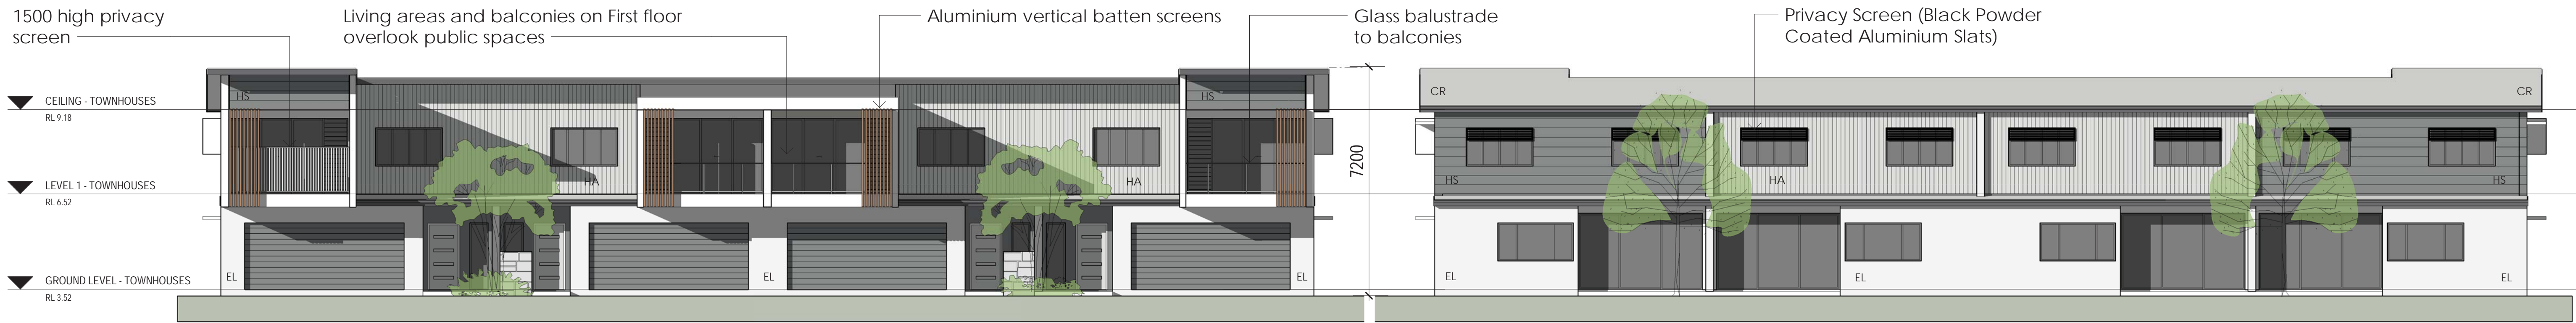 1500 high privacy
screen
Living areas and balconies on First floor
overlook public spaces
Aluminium vertical batten screens
Glass balustrade
to balconies
Privacy Screen (Black Powder
Coated Aluminium Slats)
CEILING - TOWNHOUSES
RL 9.18
LEVEL 1 - TOWNHOUSES
RL 6.52
GROUND LEVEL - TOWNHOUSES
RL 3.52
HS
HS
HA
HA
EL
EL
EL
7200
CR
CR
HS
HA
HS
EL
EL
EL